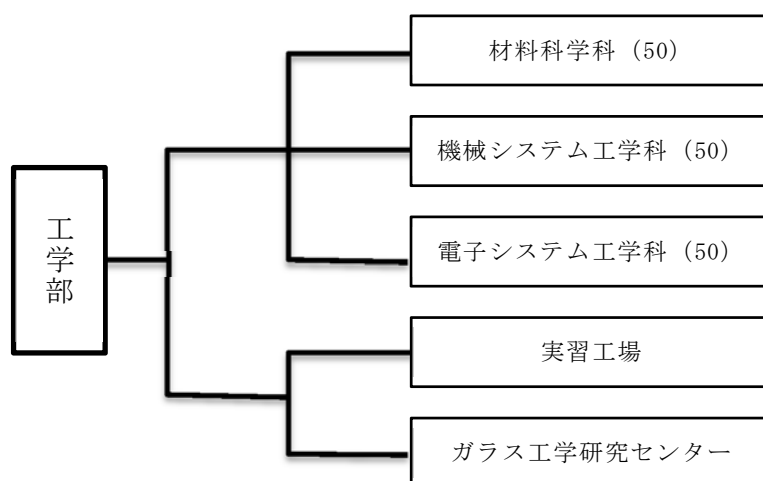 工学部
材料科学科（50）
機械システム工学科（50）
電子システム工学科（50）
実習工場
ガラス工学研究センター